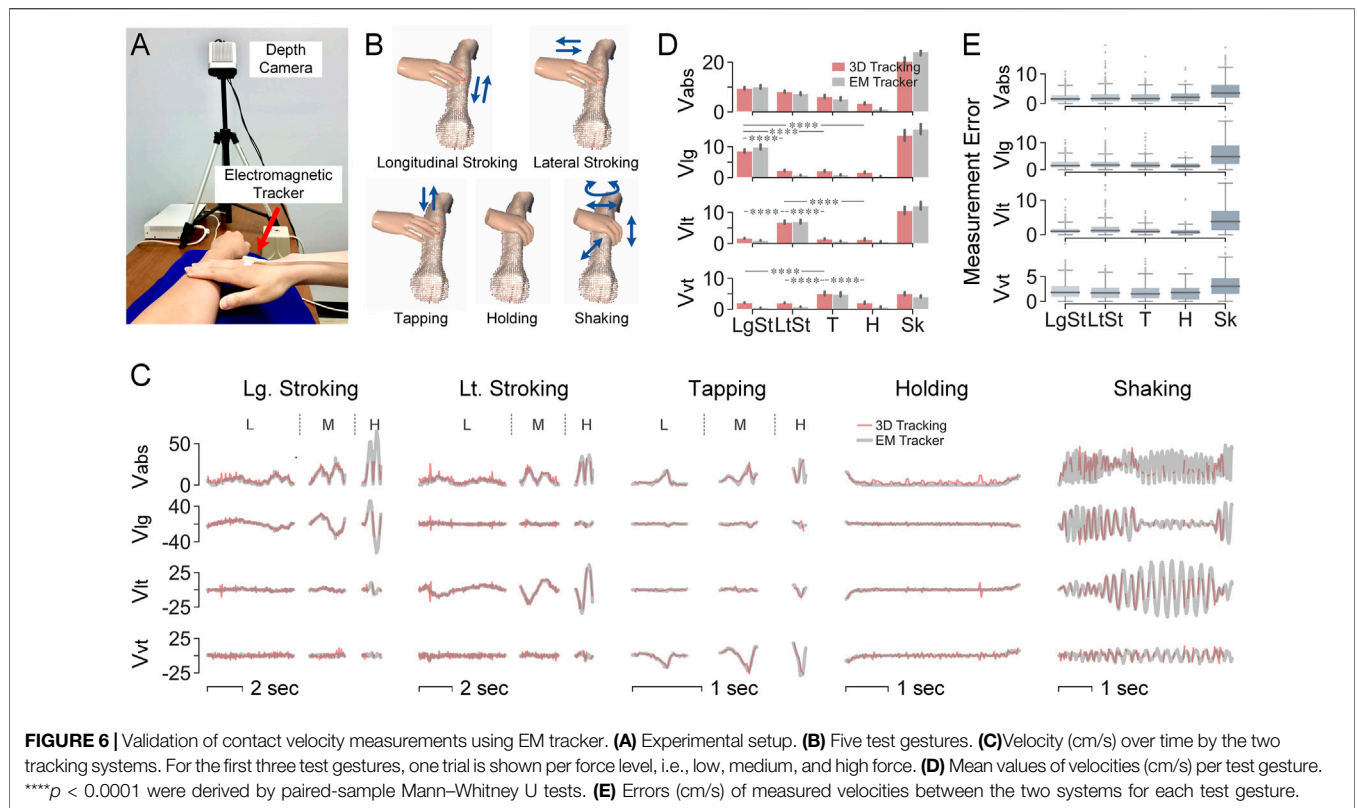 A
Depth
Camera
Electromagnetic
Tracker
B
Longitudinal Stroking
Lateral Stroking
Tapping
Holding
Shaking
D
3D Tracking
EM Tracker
Vabs
20
0
Vlg
10
0
****
****
****
Vlt
10
0
****
****
****
Vvt
10
0
****
****
****
LgSt
LtSt
T
H
Sk
E
Measurement Error
Vabs
10
0
Vlg
10
0
Vlt
10
0
Vvt
5
0
LgSt
LtSt
T
H
Sk
C
Lg. Stroking
Lt. Stroking
Tapping
Holding
Shaking
L
M
H
L
M
H
L
M
H
3D Tracking
EM Tracker
Vabs
50
0
Vlg
40
-40
Vlt
25
-25
Vvt
25
-25
2 sec
2 sec
1 sec
1 sec
1 sec
FIGURE 6 | Validation of contact velocity measurements using EM tracker. (A) Experimental setup. (B) Five test gestures. (C)Velocity (cm/s) over time by the two
tracking systems. For the first three test gestures, one trial is shown per force level, i.e., low, medium, and high force. (D) Mean values of velocities (cm/s) per test gesture.
****p < 0.0001 were derived by paired-sample Mann–Whitney U tests. (E) Errors (cm/s) of measured velocities between the two systems for each test gesture.